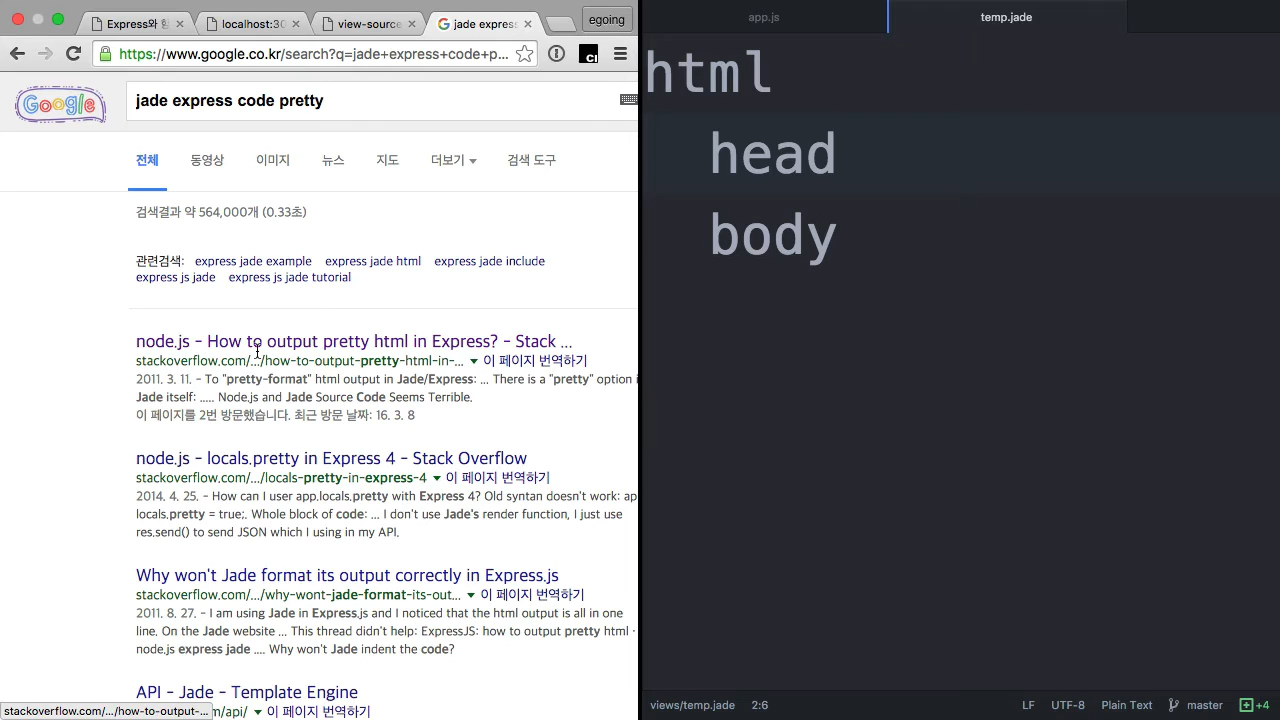 Express와 현
localhost:30
view-source
jade expres
egoing
https://www.google.co.kr/search?q=jade+express+code+p...
Google
jade express code pretty
전체
동영상
이미지
뉴스
지도
더보기
검색 도구
검색결과 약 564,000개 (0.33초)
관련검색: express jade example express jade html express jade include
express js jade express js jade tutorial
node.js - How to output pretty html in Express? - Stack ...
stackoverflow.com/.../how-to-output-pretty-html-in-... 이 페이지 번역하기
2011. 3. 11. - To "pretty-format" html output in Jade/Express: ... There is a "pretty" option i
Jade itself: ..... Node.js and Jade Source Code Seems Terrible.
이 페이지를 2번 방문했습니다. 최근 방문 날짜: 16. 3. 8
node.js - locals.pretty in Express 4 - Stack Overflow
stackoverflow.com/.../locals-pretty-in-express-4 이 페이지 번역하기
2014. 4. 25. - How can I user app.locals.pretty with Express 4? Old syntan doesn't work: ap
locals.pretty = true;. Whole block of code: ... I don't use Jade's render function, I just use
res.send() to send JSON which I using in my API.
Why won't Jade format its output correctly in Express.js
stackoverflow.com/.../why-wont-jade-format-its-out... 이 페이지 번역하기
2011. 8. 27. - I am using Jade in Express.js and I noticed that the html output is all in one
line. On the Jade website ... This thread didn't help: ExpressJS: how to output pretty html ·
node.js express jade .... Why won't Jade indent the code?
API - Jade - Template Engine
m/api/ 이 페이지 번역하기
stackoverflow.com/.../how-to-output-...
app.js
temp.jade
html
head
body
views/temp.jade 2:6
LF UTF-8 Plain Text master +4